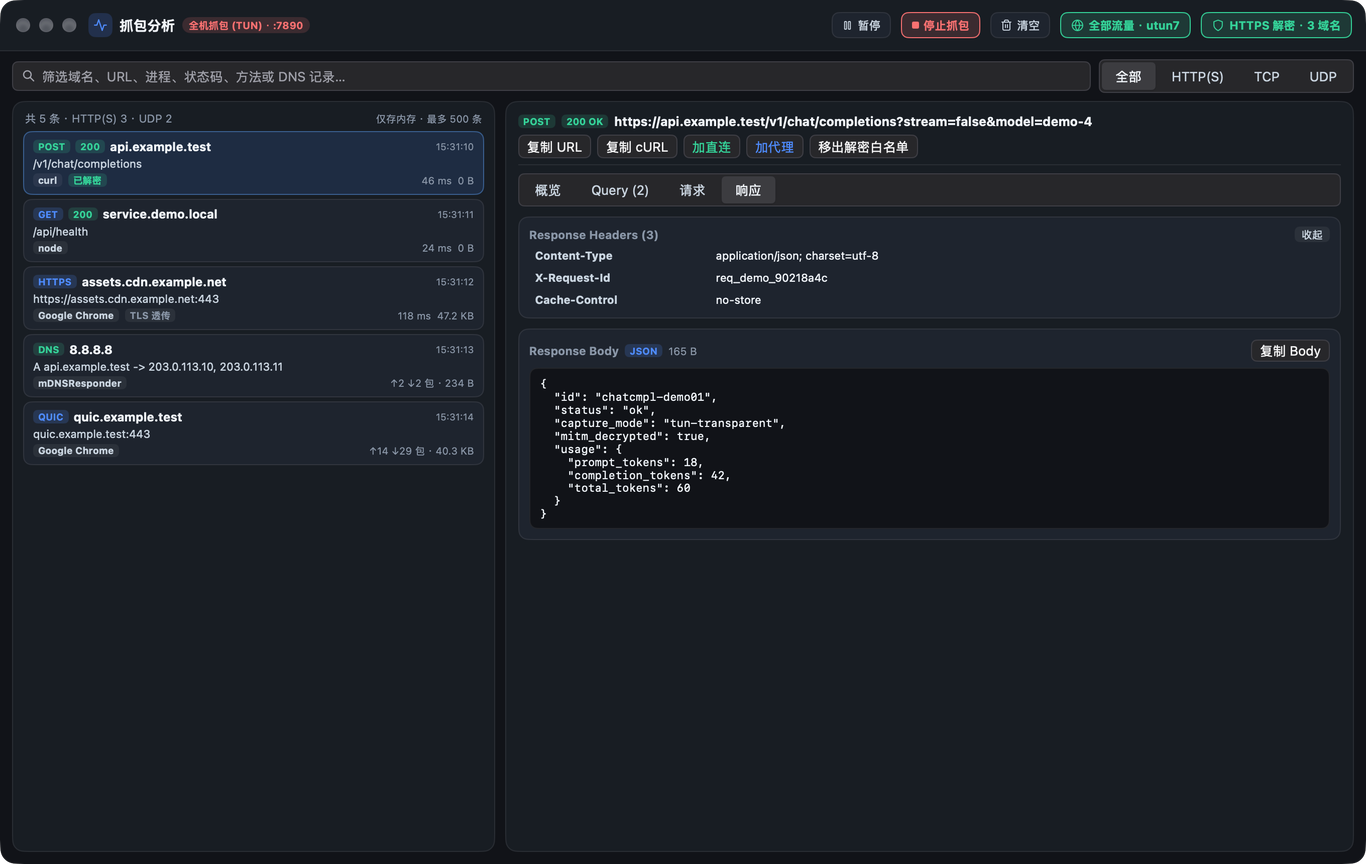 抓包分析 全机抓包 (TUN) · :7890 暂停 停止抓包 清空 全部流量 · utun7 HTTPS 解密 · 3 域名
筛选域名、URL、进程、状态码、方法或 DNS 记录... 全部 HTTP(S) TCP UDP
共 5 条 · HTTP(S) 3 · UDP 2 仅存内存 · 最多 500 条
POST 200 api.example.test 15:31:10
/v1/chat/completions
curl 已解密 46 ms 0 B
GET 200 service.demo.local 15:31:11
/api/health
node 24 ms 0 B
HTTPS assets.cdn.example.net 15:31:12
https://assets.cdn.example.net:443
Google Chrome TLS 透传 118 ms 47.2 KB
DNS 8.8.8.8 15:31:13
A api.example.test -> 203.0.113.10, 203.0.113.11
mDNSResponder ↑2 ↓2 包 · 234 B
QUIC quic.example.test 15:31:14
quic.example.test:443
Google Chrome ↑14 ↓29 包 · 40.3 KB
POST 200 OK https://api.example.test/v1/chat/completions?stream=false&model=demo-4
复制 URL 复制 cURL 加直连 加代理 移出解密白名单
概览 Query (2) 请求 响应
Response Headers (3) 收起
Content-Type application/json; charset=utf-8
X-Request-Id req_demo_90218a4c
Cache-Control no-store
Response Body JSON 165 B 复制 Body
{
  "id": "chatcmpl-demo01",
  "status": "ok",
  "capture_mode": "tun-transparent",
  "mitm_decrypted": true,
  "usage": {
    "prompt_tokens": 18,
    "completion_tokens": 42,
    "total_tokens": 60
  }
}